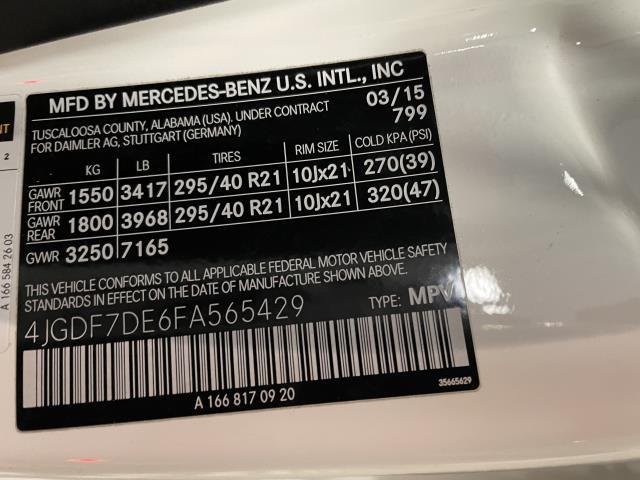 MFD BY MERCEDES-BENZ U.S. INTL., INC
TUSCALOOSA COUNTY, ALABAMA (USA). UNDER CONTRACT 03/15
FOR DAIMLER AG, STUTTGART (GERMANY) 799
KG LB TIRES RIM SIZE COLD KPA (PSI)
GAWR FRONT 1550 3417 295/40 R21 10Jx21 270(39)
GAWR REAR 1800 3968 295/40 R21 10Jx21 320(47)
GWR 3250 7165
THIS VEHICLE CONFORMS TO ALL APPLICABLE FEDERAL MOTOR VEHICLE SAFETY
STANDARDS IN EFFECT ON THE DATE OF MANUFACTURE SHOWN ABOVE.
4JGDF7DE6FA565429 TYPE: MPV
A 166 817 09 20
35665629
NT
2
A 166 584 26 03